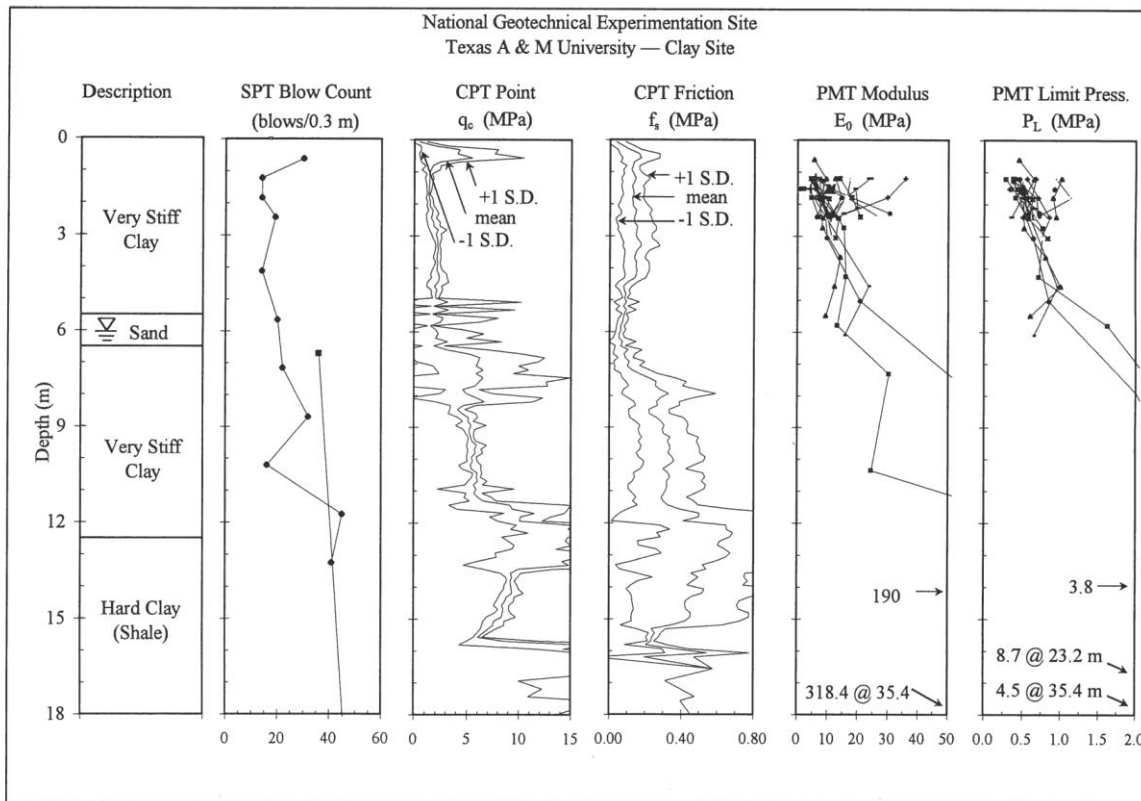 National Geotechnical Experimentation Site
Texas A & M University — Clay Site
Description
SPT Blow Count
(blows/0.3 m)
CPT Point
qc (MPa)
CPT Friction
fs (MPa)
PMT Modulus
E0 (MPa)
PMT Limit Press.
PL (MPa)
Depth (m)
0
3
6
9
12
15
18
Very Stiff
Clay
Sand
Very Stiff
Clay
Hard Clay
(Shale)
+1 S.D.
mean
-1 S.D.
+1 S.D.
mean
-1 S.D.
190
318.4 @ 35.4
3.8
8.7 @ 23.2 m
4.5 @ 35.4 m
0 20 40 60
0 5 10 15
0.00 0.40 0.80
0 10 20 30 40 50
0.0 0.5 1.0 1.5 2.0